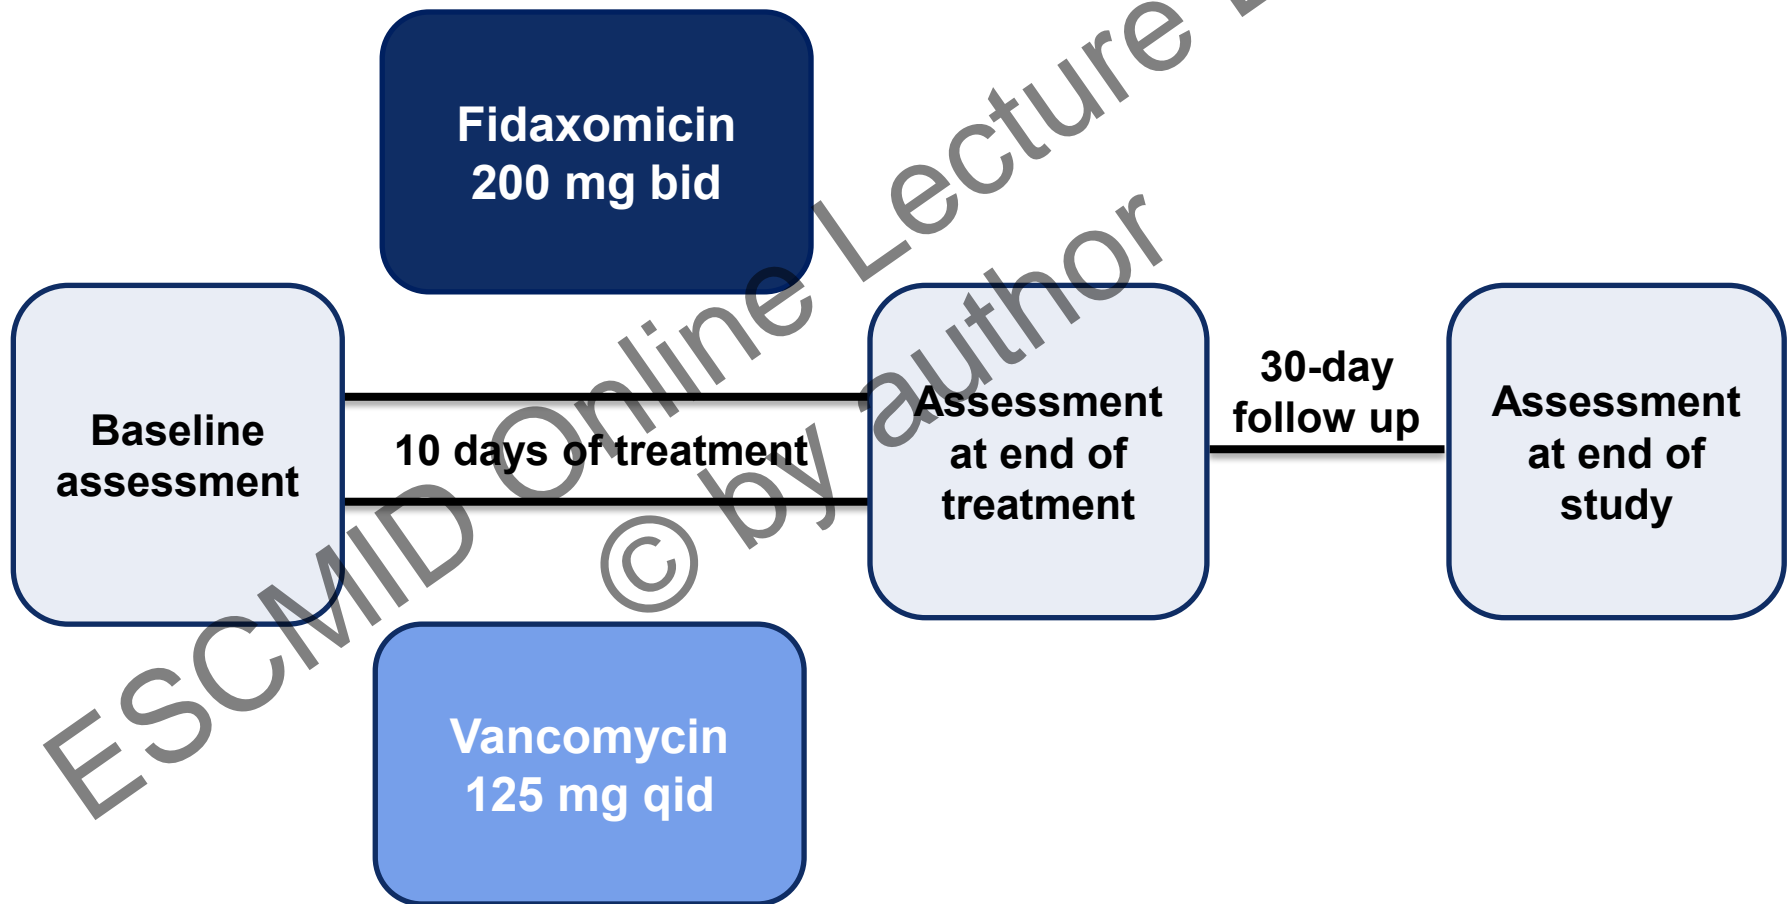 Fidaxomicin
200 mg bid
Baseline
assessment
10 days of treatment
Assessment
at end of
treatment
30-day
follow up
Assessment
at end of
study
Vancomycin
125 mg qid
ESCMID Online Lecture
© by author